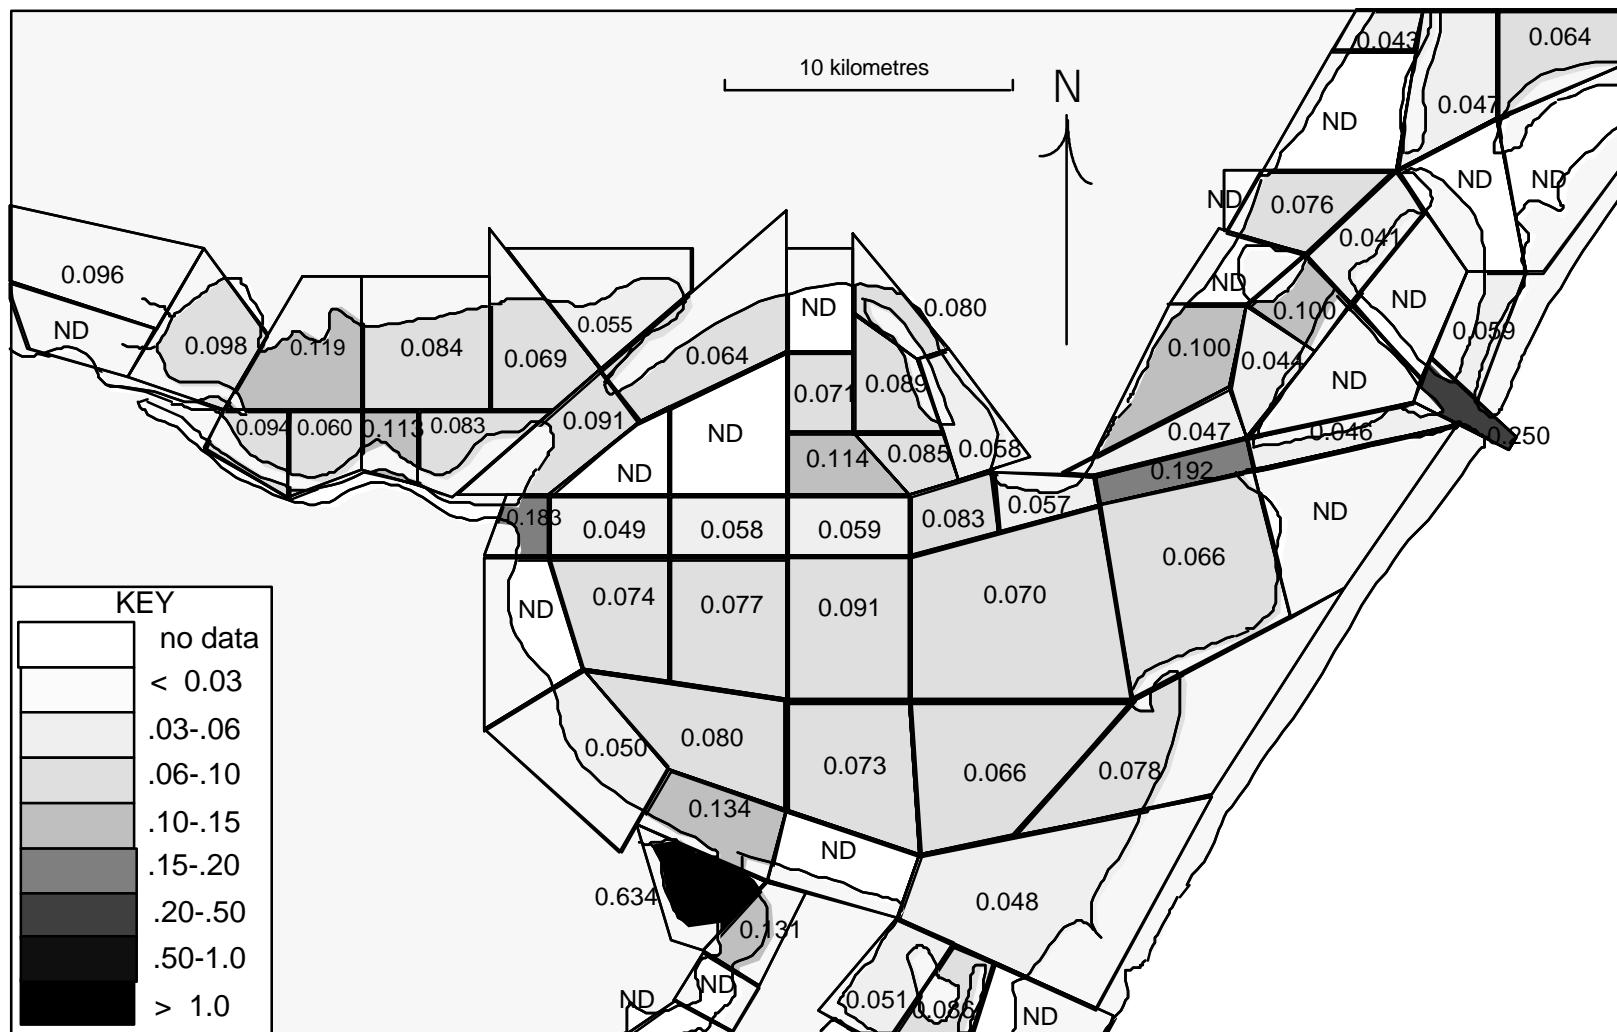 0.043
0.064
10 kilometres
N
0.047
ND
ND
ND
ND
0.076
0.041
0.096
ND
ND
0.100
0.059
0.080
ND
0.055
ND
0.098
0.119
0.084
0.069
0.064
0.100
0.044
0.071
0.089
ND
0.094
0.060
0.113
0.083
0.091
ND
0.047
0.046
0.250
0.114
0.085
0.058
ND
0.192
0.183
0.049
0.058
0.059
0.083
0.057
ND
0.066
0.074
0.077
0.091
0.070
ND
KEY
no data
< 0.03
.03-.06
.06-.10
.10-.15
.15-.20
.20-.50
.50-1.0
> 1.0
0.050
0.080
0.073
0.066
0.078
0.134
ND
0.634
0.131
0.048
ND
ND
0.051
0.086
ND